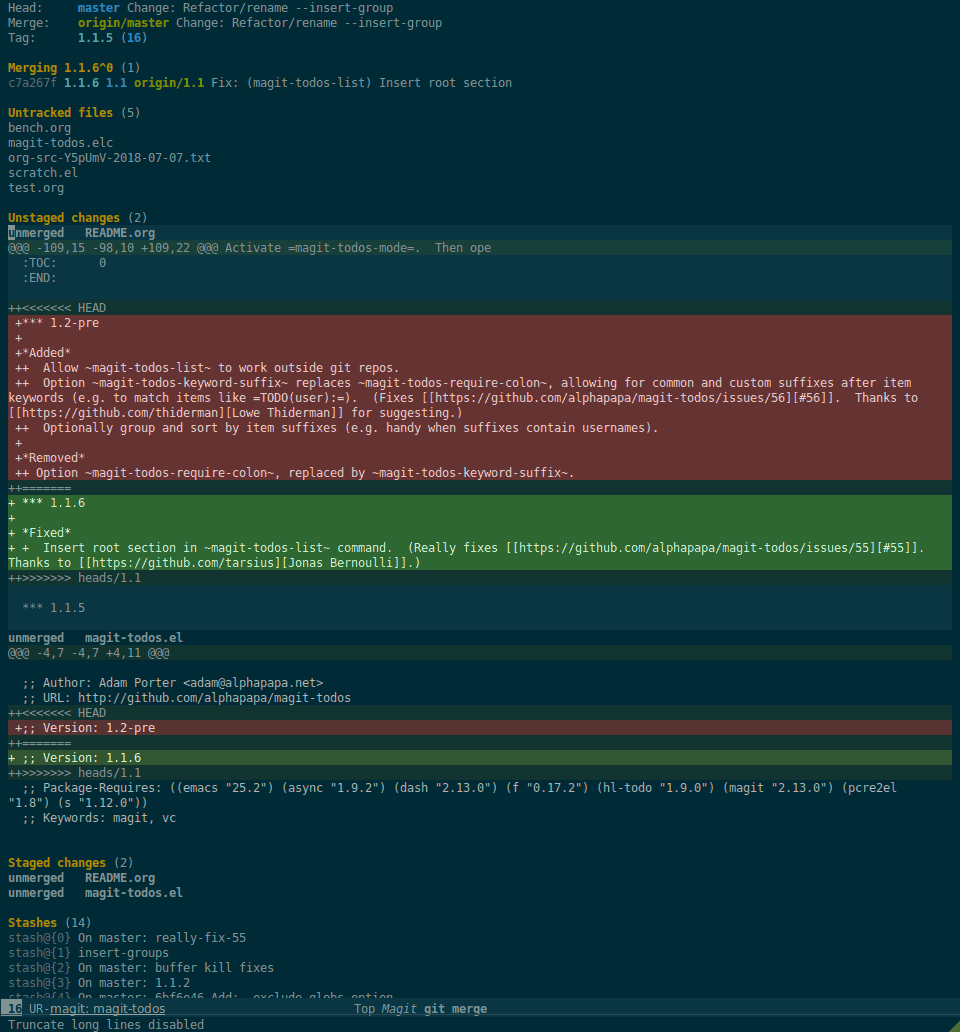 Head:     master Change: Refactor/rename --insert-group
Merge:    origin/master Change: Refactor/rename --insert-group
Tag:      1.1.5 (16)
Merging 1.1.6^0 (1)
c7a267f 1.1.6 1.1 origin/1.1 Fix: (magit-todos-list) Insert root section
Untracked files (5)
bench.org
magit-todos.elc
org-src-Y5pUmV-2018-07-07.txt
scratch.el
test.org
Unstaged changes (2)
unmerged   README.org
@@@ -109,15 -98,10 +109,22 @@@ Activate =magit-todos-mode=.  Then ope
  :TOC:      0
  :END:
++<<<<<<< HEAD
 +*** 1.2-pre
 +
 +*Added*
 ++  Allow ~magit-todos-list~ to work outside git repos.
 ++  Option ~magit-todos-keyword-suffix~ replaces ~magit-todos-require-colon~, allowing for common and custom suffixes after item
keywords (e.g. to match items like =TODO(user):=).  (Fixes [[https://github.com/alphapapa/magit-todos/issues/56][#56]].  Thanks to
[[https://github.com/thiderman][Lowe Thiderman]] for suggesting.)
 ++  Optionally group and sort by item suffixes (e.g. handy when suffixes contain usernames).
 +
 +*Removed*
 ++ Option ~magit-todos-require-colon~, replaced by ~magit-todos-keyword-suffix~.
++=======
+ *** 1.1.6
+
+ *Fixed*
+ +  Insert root section in ~magit-todos-list~ command.  (Really fixes [[https://github.com/alphapapa/magit-todos/issues/55][#55]].
Thanks to [[https://github.com/tarsius][Jonas Bernoulli]].)
++>>>>>>> heads/1.1
  *** 1.1.5
unmerged   magit-todos.el
@@@ -4,7 -4,7 +4,11 @@@
  ;; Author: Adam Porter <adam@alphapapa.net>
  ;; URL: http://github.com/alphapapa/magit-todos
++<<<<<<< HEAD
 +;; Version: 1.2-pre
++=======
+ ;; Version: 1.1.6
++>>>>>>> heads/1.1
  ;; Package-Requires: ((emacs "25.2") (async "1.9.2") (dash "2.13.0") (f "0.17.2") (hl-todo "1.9.0") (magit "2.13.0") (pcre2el
"1.8") (s "1.12.0"))
  ;; Keywords: magit, vc
Staged changes (2)
unmerged   README.org
unmerged   magit-todos.el
Stashes (14)
stash@{0} On master: really-fix-55
stash@{1} insert-groups
stash@{2} On master: buffer kill fixes
stash@{3} On master: 1.1.2
stash@{4} On master: 6bf6e46 Add: exclude globs option
16 UR-magit: magit-todos Top Magit git merge
Truncate long lines disabled